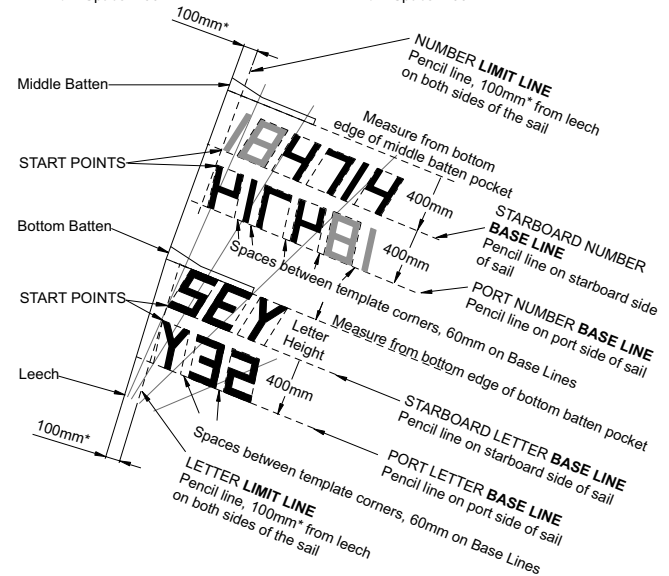 100mm*
NUMBER LIMIT LINE
Pencil line, 100mm* from leech
on both sides of the sail
Middle Batten
Measure from bottom
edge of middle batten pocket
184714
START POINTS
400mm
STARBOARD NUMBER
BASE LINE
Pencil line on starboard side
of sail
400mm
Bottom Batten
Spaces between template corners, 60mm on Base Lines
PORT NUMBER BASE LINE
Pencil line on port side of sail
SEY
START POINTS
Letter
Height
Measure from bottom edge of bottom batten pocket
Y32
400mm
Leech
STARBOARD LETTER BASE LINE
Pencil line on starboard side of sail
100mm*
Spaces between template corners, 60mm on Base Lines
PORT LETTER BASE LINE
Pencil line on port side of sail
LETTER LIMIT LINE
Pencil line, 100mm* from leech
on both sides of the sail